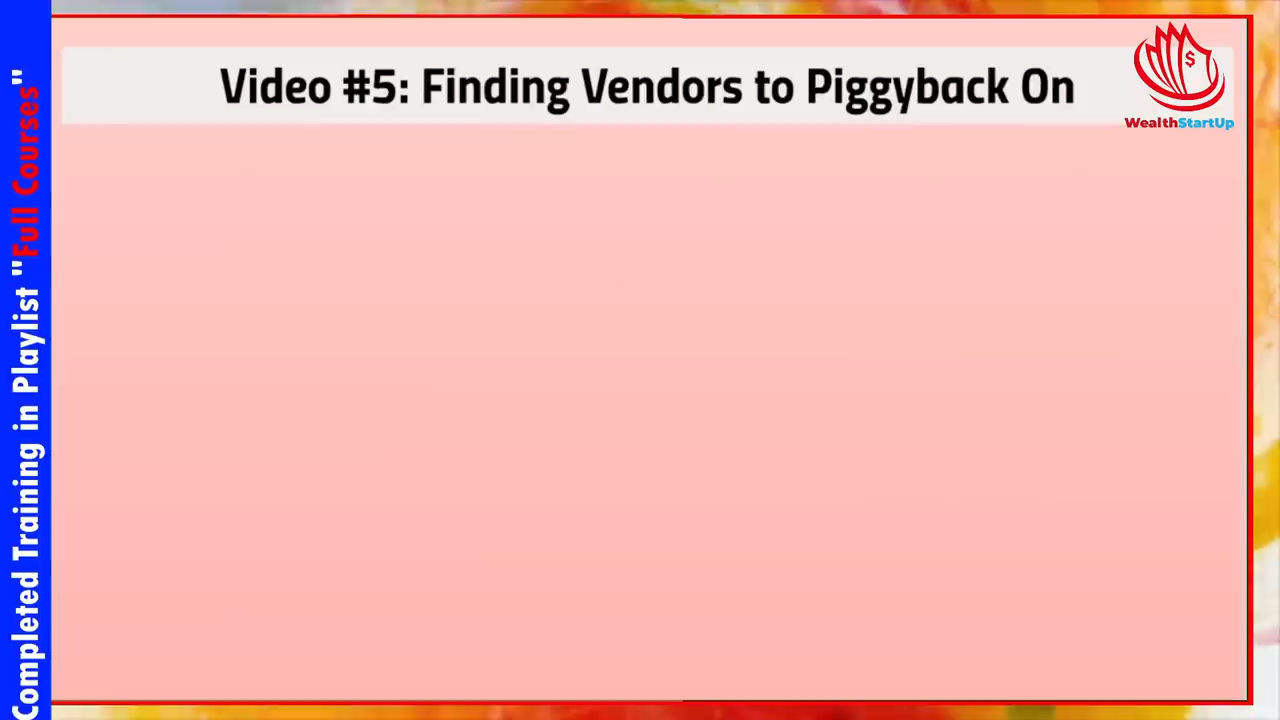 Video #5: Finding Vendors to Piggyback On
$
WealthStartUp
Completed Training in Playlist "Full Courses"